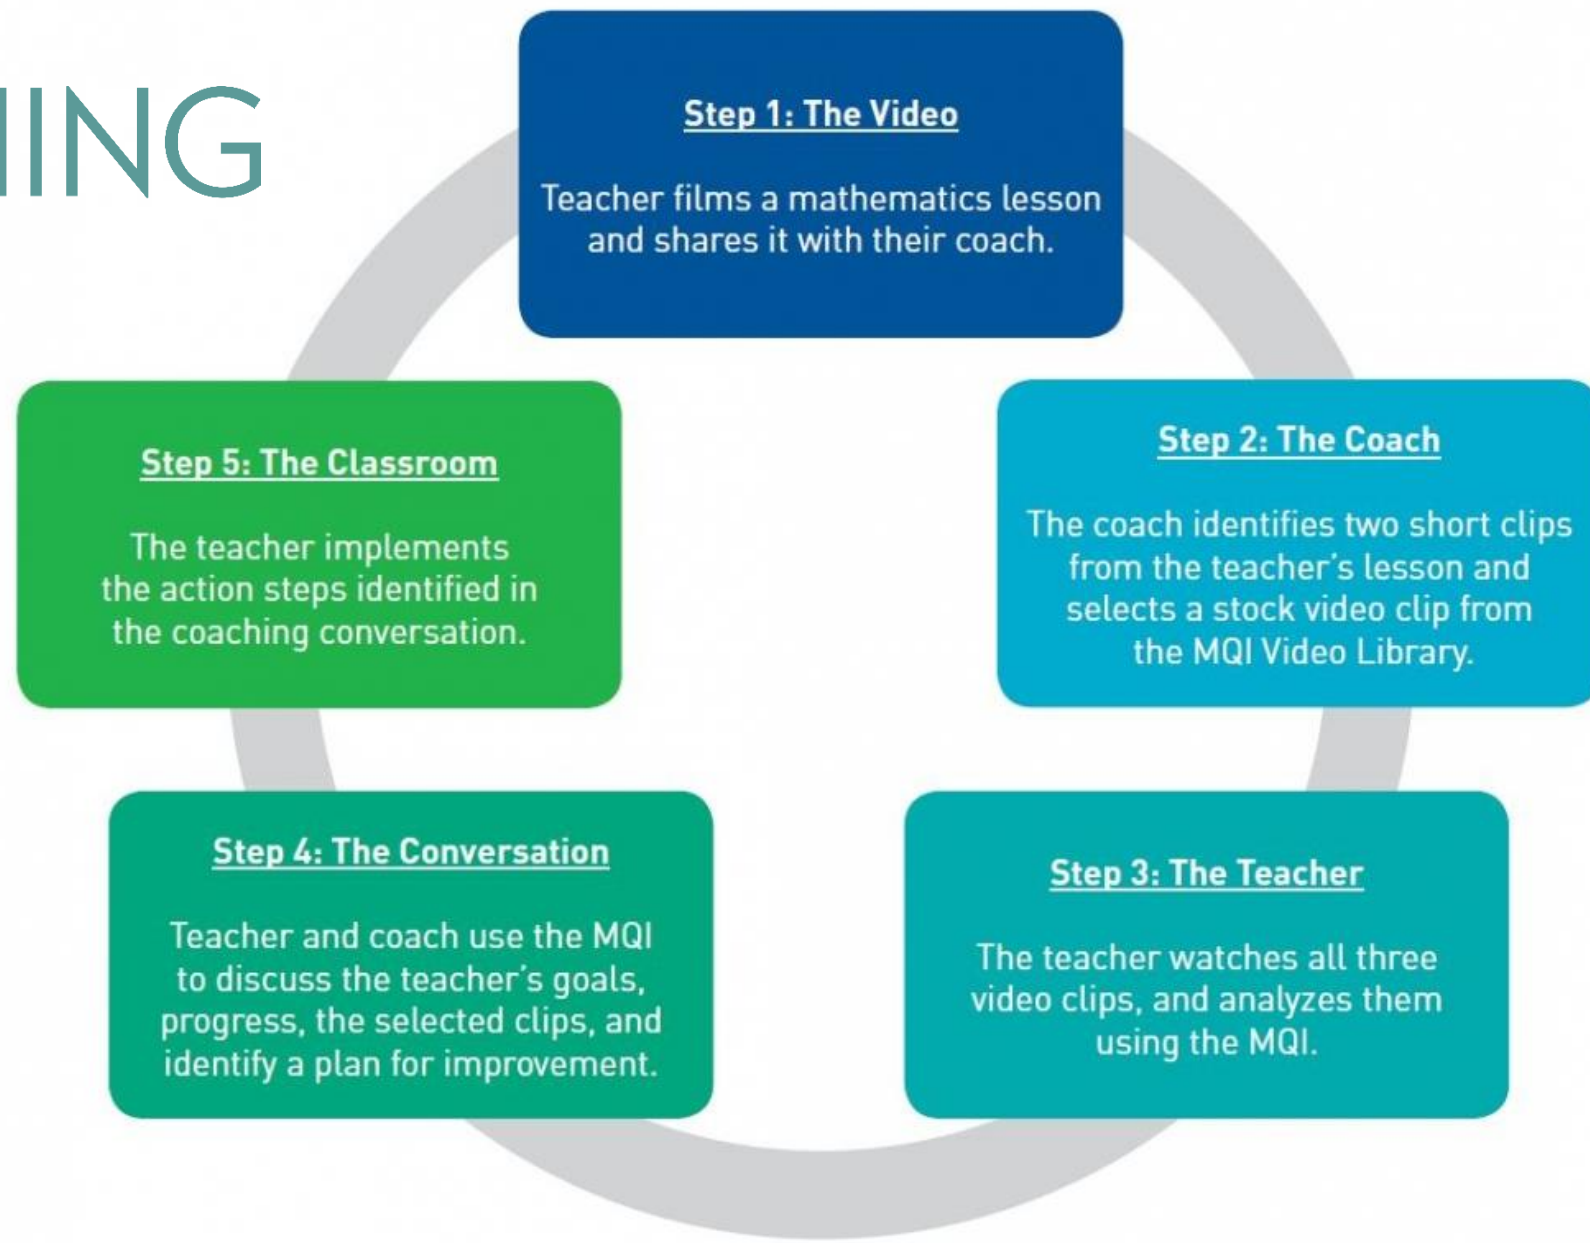 Step 1: The Video
Teacher films a mathematics lesson
and shares it with their coach.
Step 2: The Coach
The coach identifies two short clips
from the teacher's lesson and
selects a stock video clip from
the MQI Video Library.
Step 3: The Teacher
The teacher watches all three
video clips, and analyzes them
using the MQI.
Step 4: The Conversation
Teacher and coach use the MQI
to discuss the teacher's goals,
progress, the selected clips, and
identify a plan for improvement.
Step 5: The Classroom
The teacher implements
the action steps identified in
the coaching conversation.